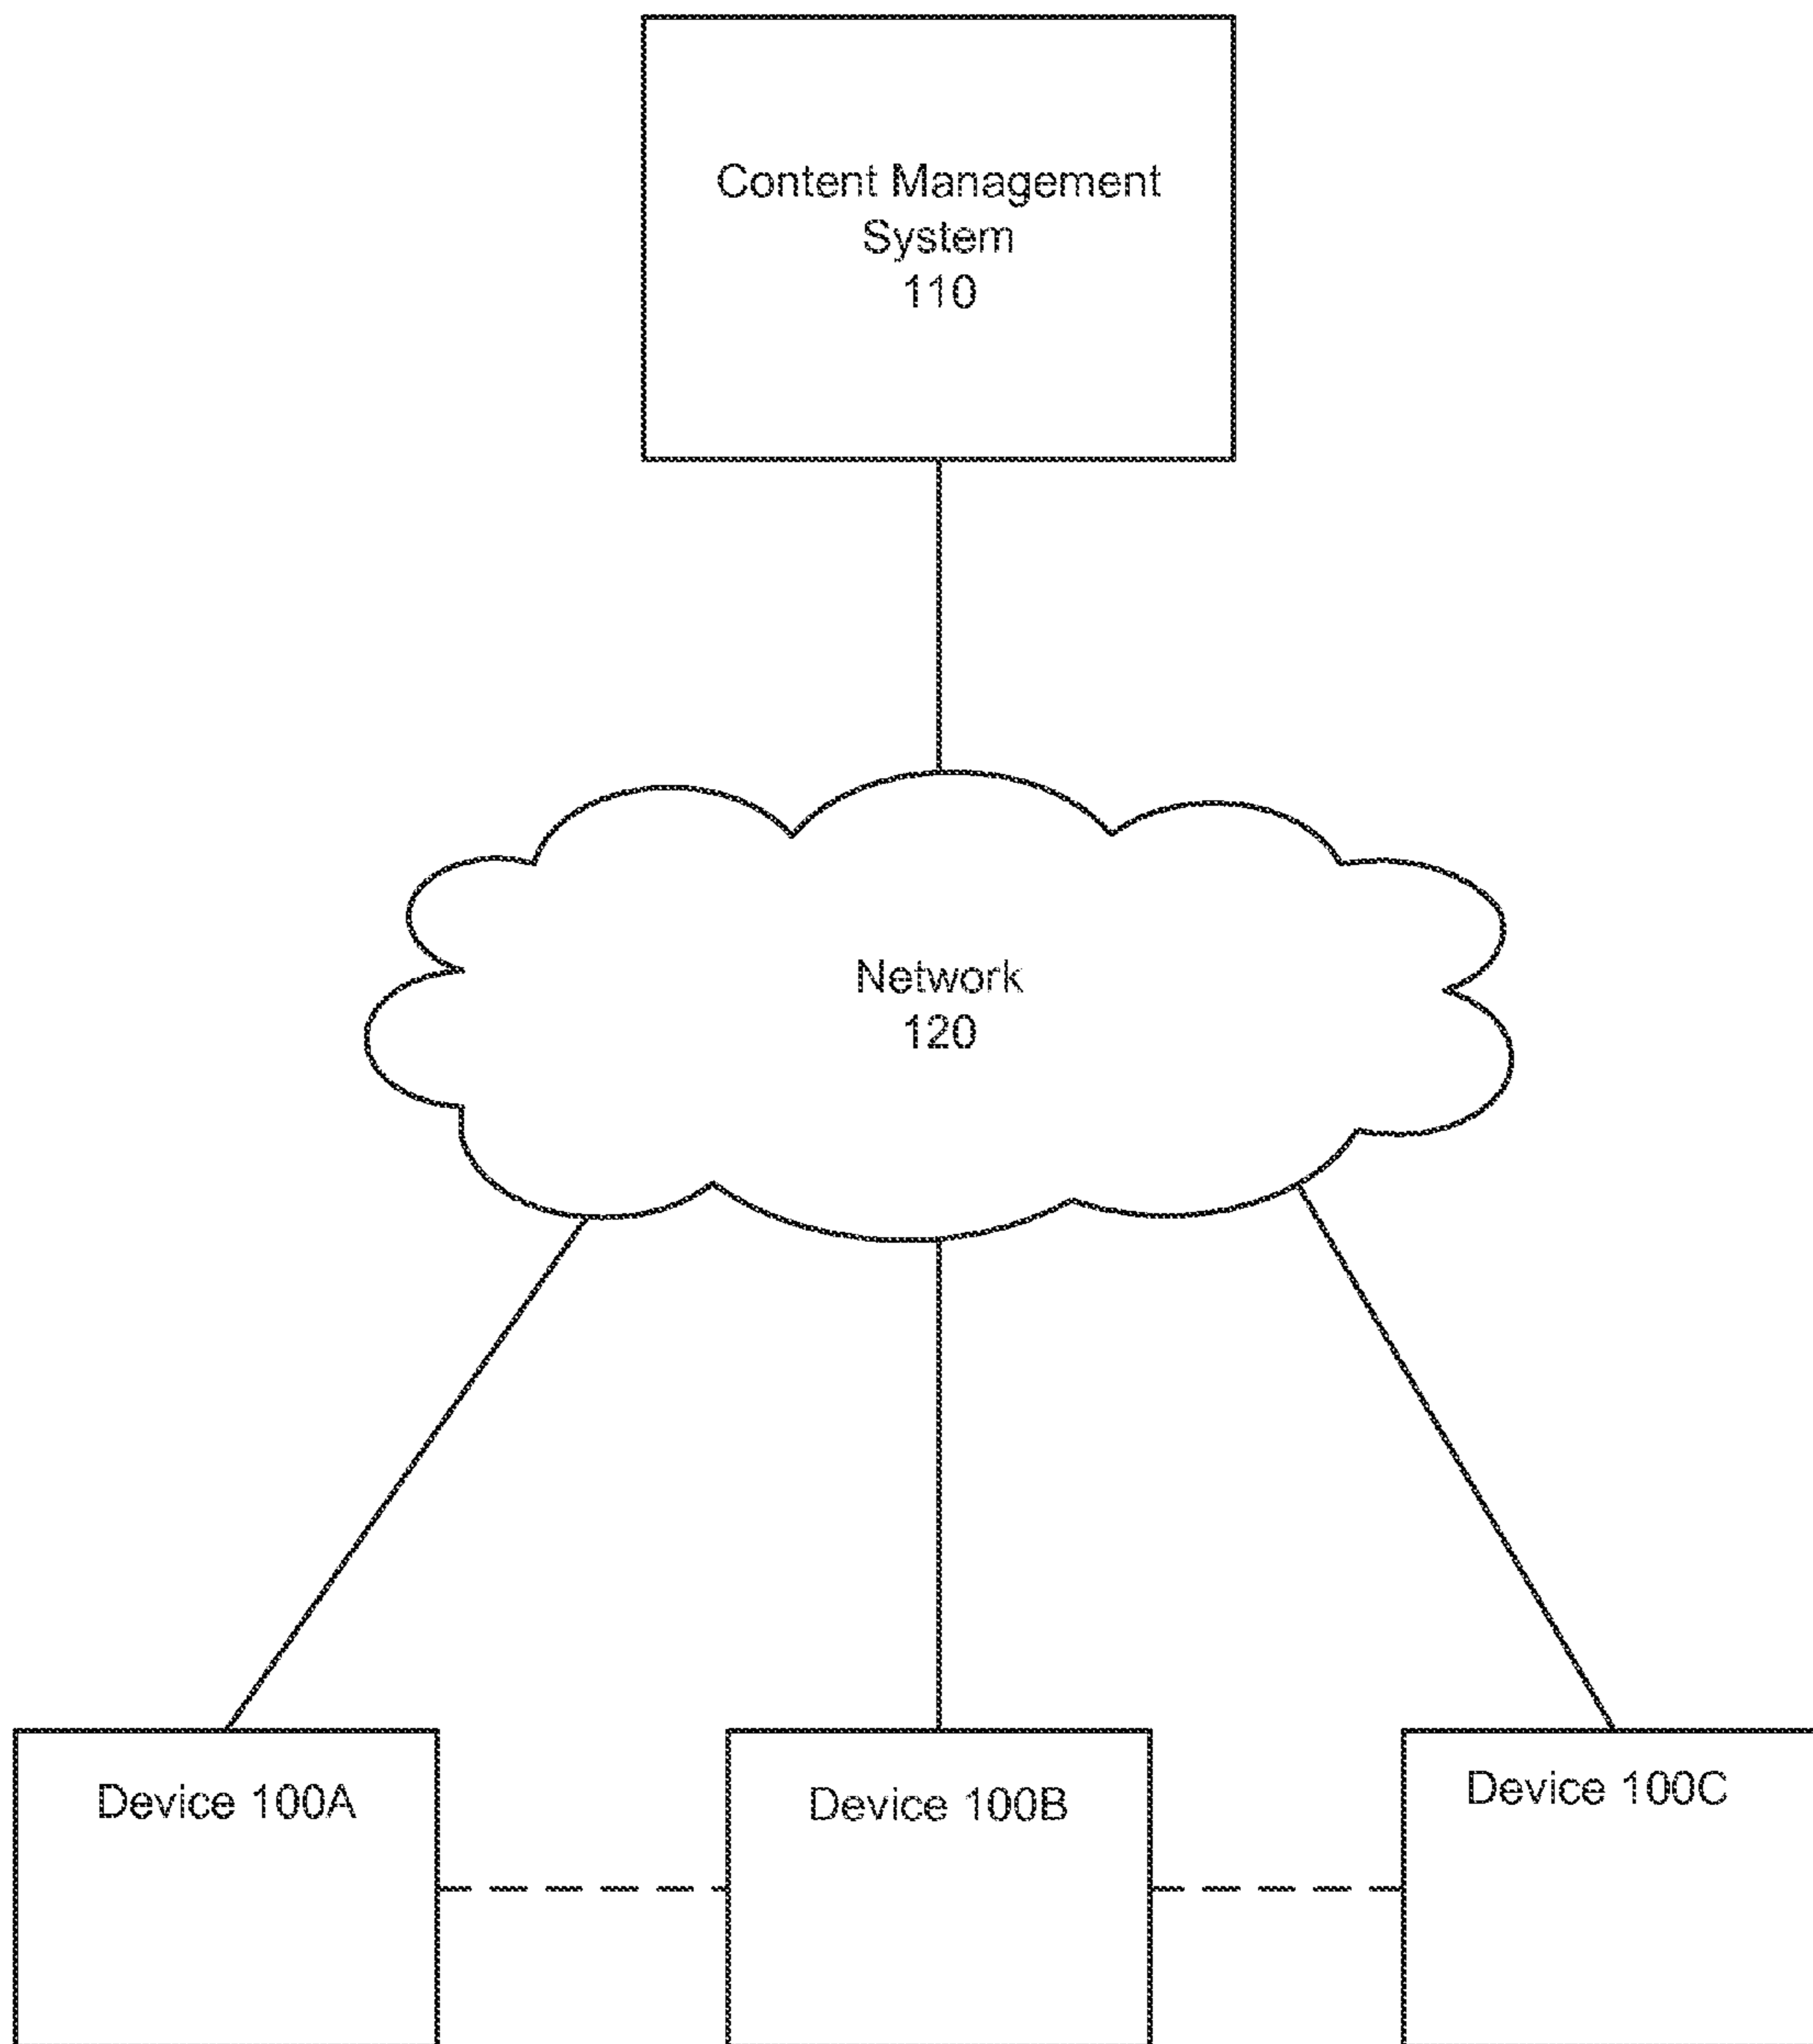 Content Management
System
110
Network
120
Device 100A
Device 100B
Device 100C